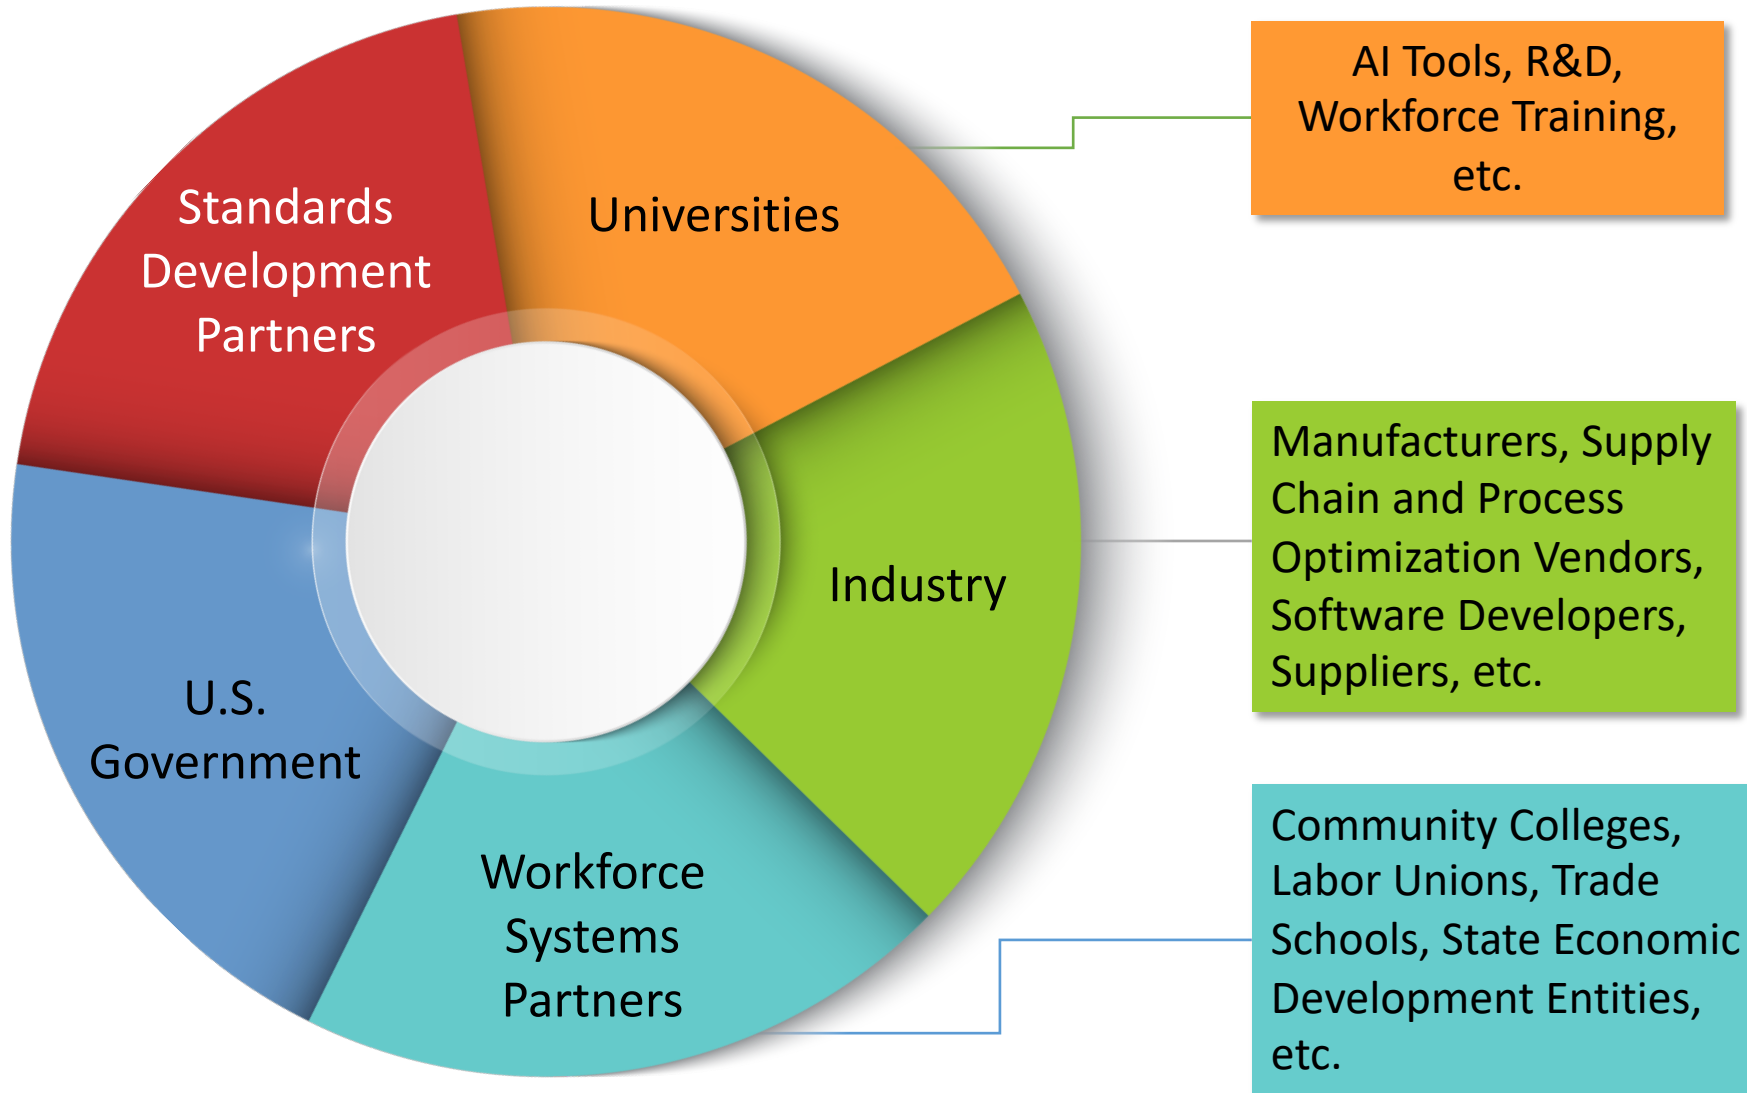 Standards
Development
Partners
Universities
Industry
Workforce
Systems
Partners
U.S.
Government
AI Tools, R&D,
Workforce Training,
etc.
Manufacturers, Supply
Chain and Process
Optimization Vendors,
Software Developers,
Suppliers, etc.
Community Colleges,
Labor Unions, Trade
Schools, State Economic
Development Entities,
etc.